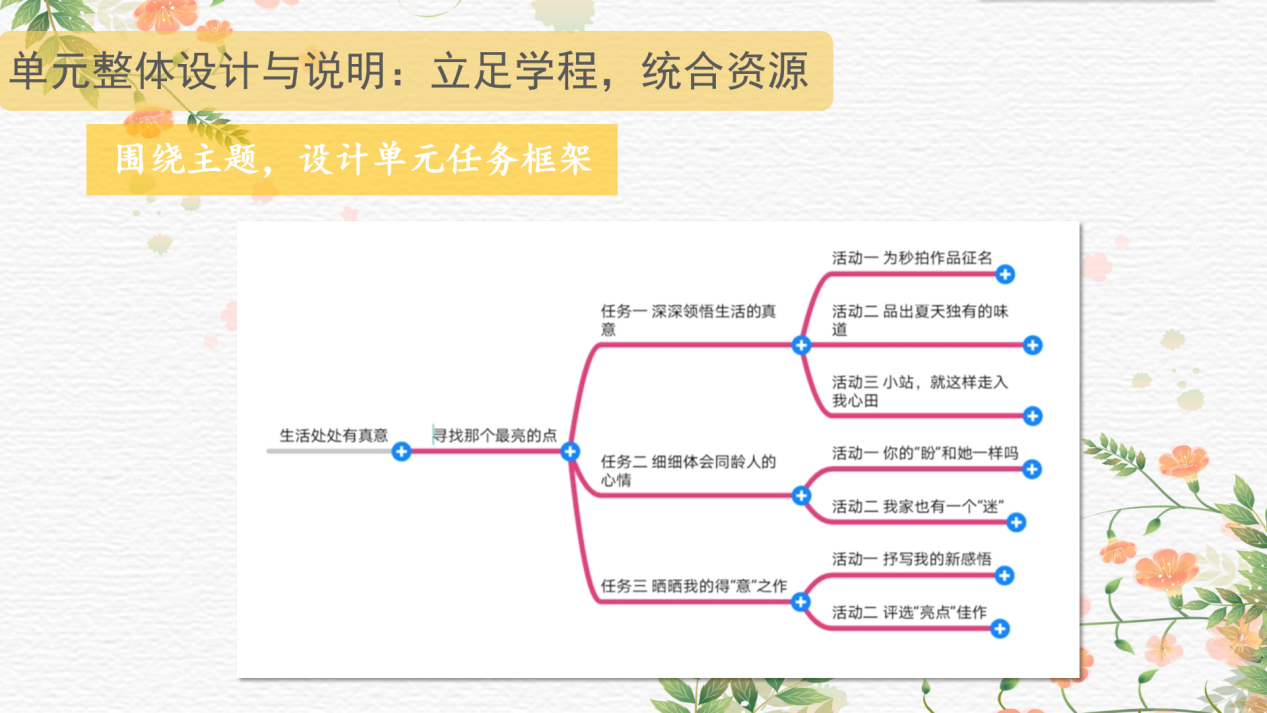 单元整体设计与说明：立足学程，统合资源
围绕主题，设计单元任务框架
生活处处有真意
寻找那个最亮的点
任务一 深深领悟生活的真
意
活动一 为秒拍作品征名
活动二 品出夏天独有的味
道
活动三 小站，就这样走入
我心田
任务二 细细体会同龄人的
心情
活动一 你的“盼”和她一样吗
活动二 我家也有一个“迷”
任务三 晒晒我的得“意”之作
活动一 抒写我的新感悟
活动二 评选“亮点”佳作